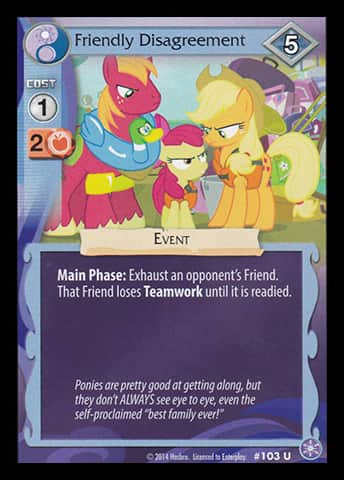 Friendly Disagreement
5
COST
1
2
EVENT
Main Phase: Exhaust an opponent's Friend.
That Friend loses Teamwork until it is readied.
Ponies are pretty good at getting along, but
they don't ALWAYS see eye to eye, even the
self-proclaimed "best family ever!"
© 2014 Hasbro. Licensed to Enterplay. #103 U